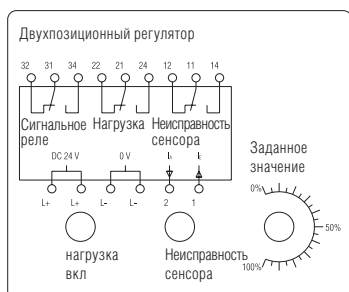 Двухпозиционный регулятор
32 31 34 22 21 24 12 11 14
Сигнальное реле
Нагрузка
Неисправность сенсора
DC 24 V
0 V
L+ L+ L– L– 2 1
нагрузка вкл
Неисправность сенсора
Заданное значение
0%
50%
100%